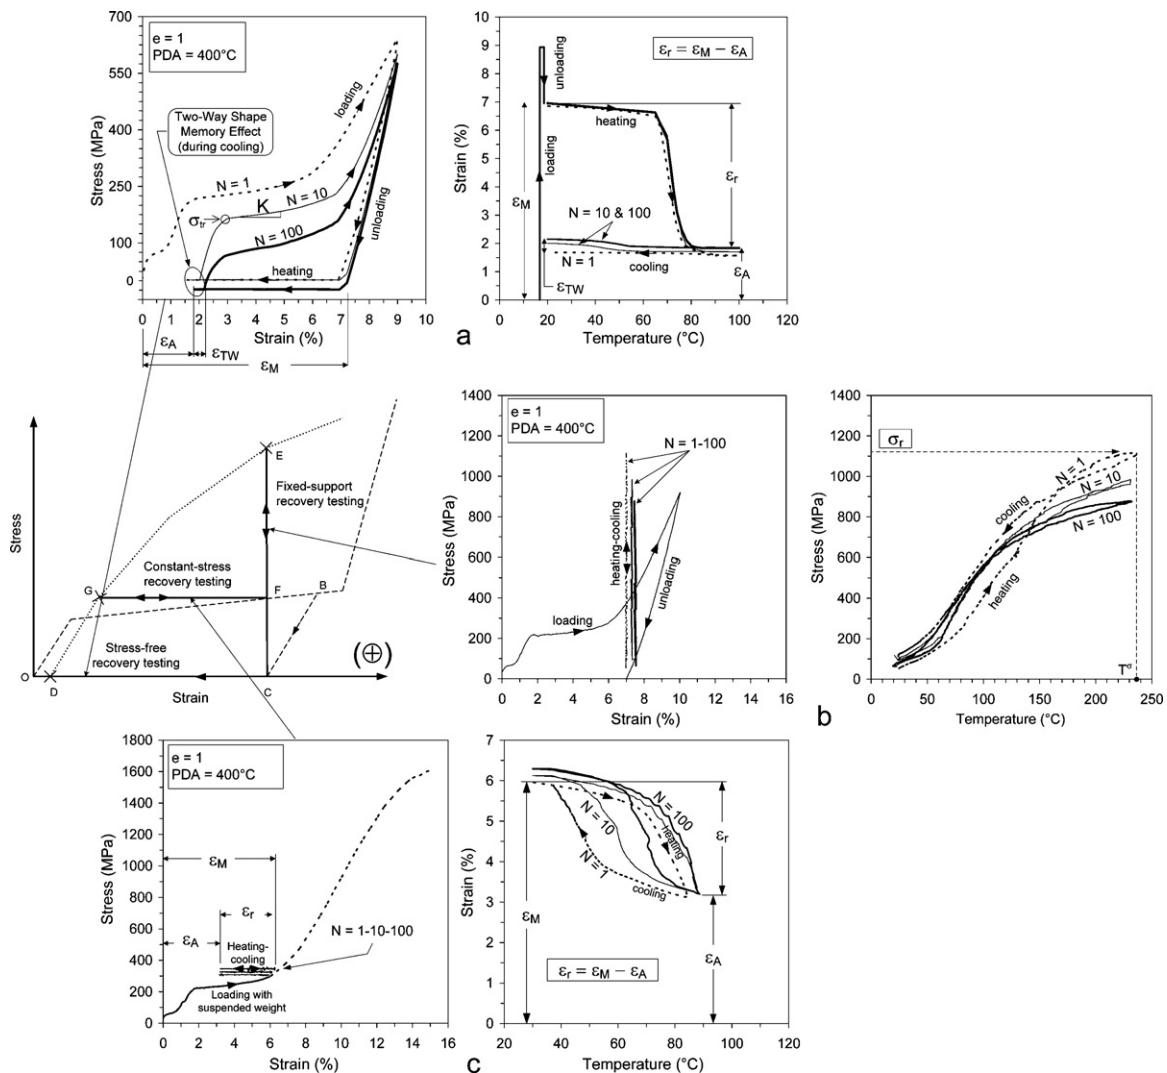 e = 1
PDA = 400°C
Two-Way Shape
Memory Effect
(during cooling)
Stress (MPa)
700
550
400
250
100
0
loading
N = 1
N = 10
K
σtr
N = 100
unloading
heating
0 1 2 3 4 5 6 7 8 9 10
Strain (%)
εA
εTW
εM
a
Strain (%)
10
9
8
7
6
5
4
3
2
1
0
unloading
εr = εM − εA
heating
loading
εM
εr
N = 10 & 100
N = 1
cooling
εTW
εA
0 20 40 60 80 100 120
Temperature (°C)
Stress
E
Fixed-support
recovery testing
Constant-stress
recovery testing
G
F
B
Stress-free
recovery testing
(⊕)
O
D
C
Strain
Stress (MPa)
1400
1200
1000
800
600
400
200
0
e = 1
PDA = 400°C
N = 1-100
heating-cooling
loading
unloading
0 2 4 6 8 10 12 14 16
Strain (%)
b
Stress (MPa)
1400
1200
1000
800
600
400
200
0
σr
N = 1
N = 10
N = 100
cooling
heating
Tσ
0 50 100 150 200 250
Temperature (°C)
Stress (MPa)
1800
1600
1400
1200
1000
800
600
400
200
0
e = 1
PDA = 400°C
εM
εr
εA
N = 1-10-100
Heating-
cooling
Loading with
suspended weight
0 2 4 6 8 10 12 14 16
Strain (%)
c
Strain (%)
7
6
5
4
3
2
1
0
N = 100
N = 10
N = 1
heating
cooling
εr
εM
εA
εr = εM − εA
20 40 60 80 100 120
Temperature (°C)